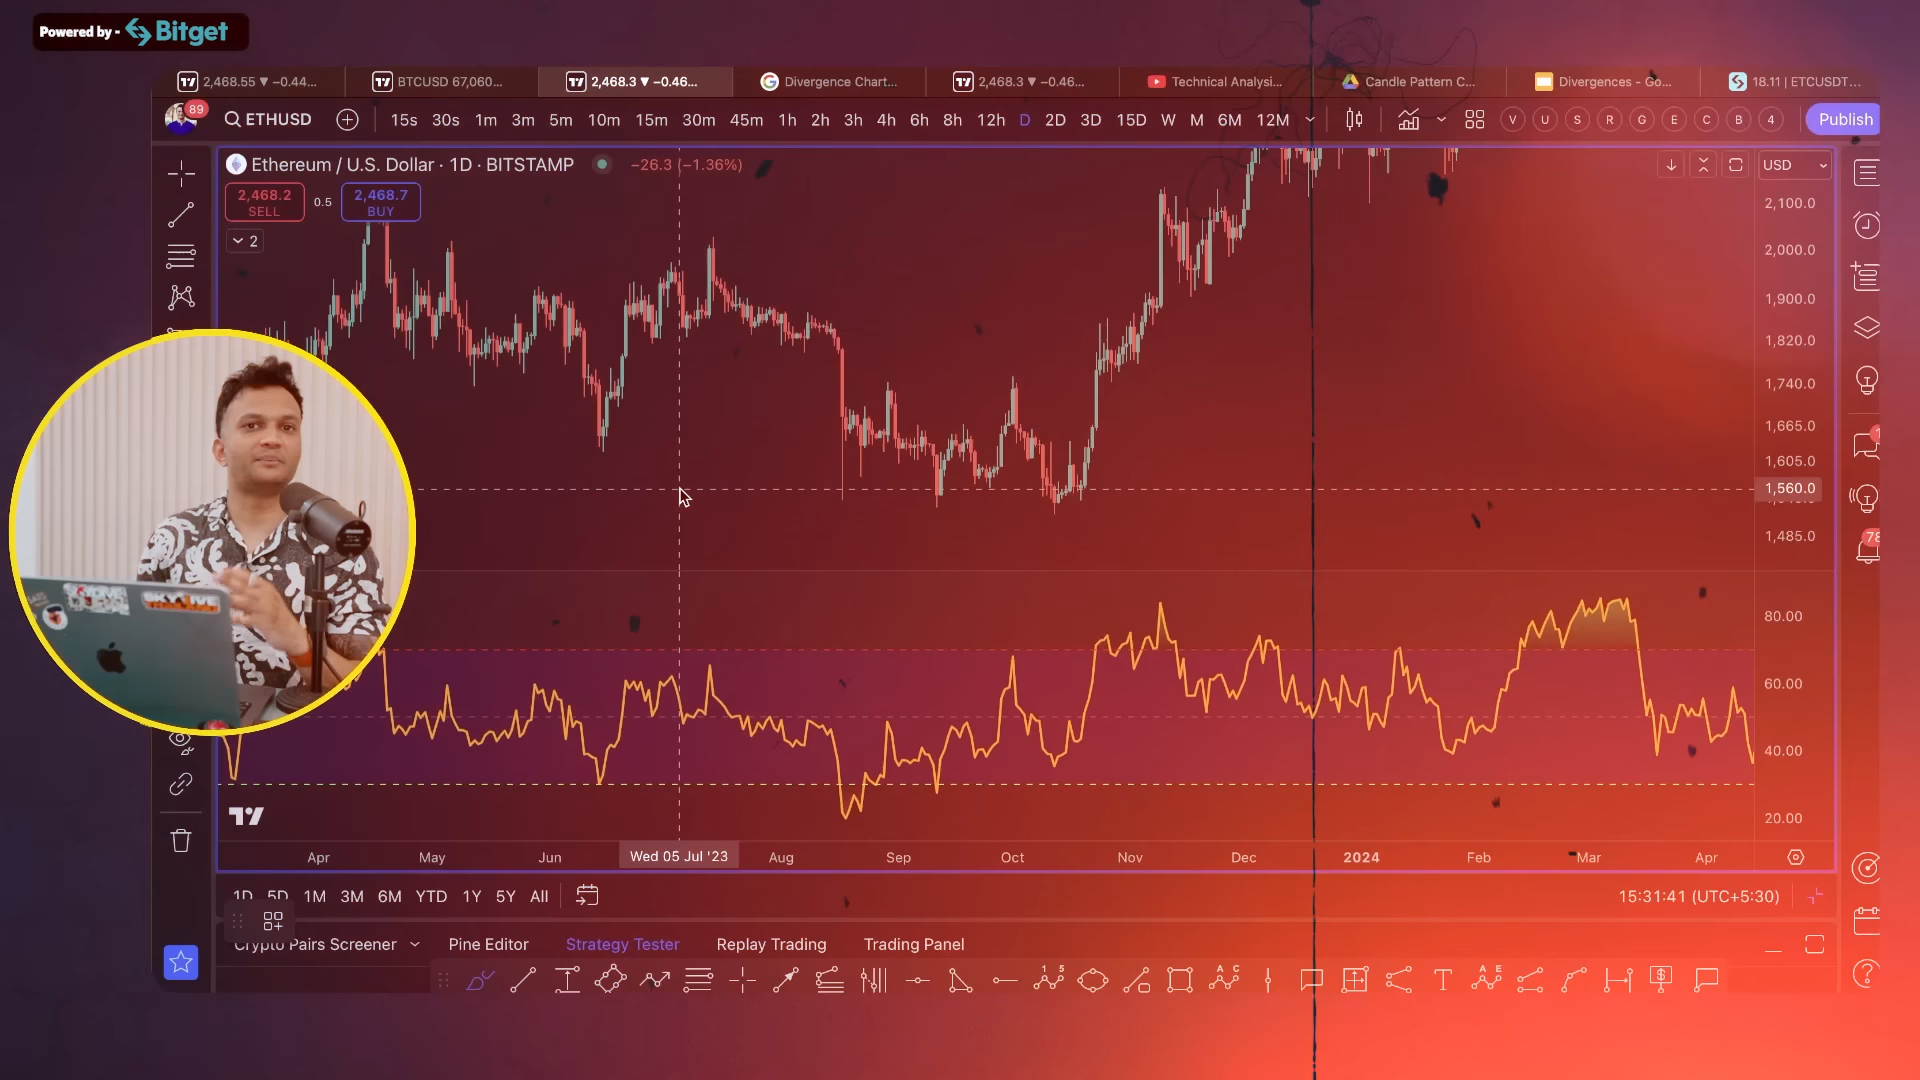 Powered by - Bitget
2,468.55 ▼ −0.44...
BTCUSD 67,060...
2,468.3 ▼ −0.46...
Divergence Chart...
2,468.3 ▼ −0.46...
Technical Analysi...
Candle Pattern C...
Divergences - Go...
18.11 | ETCUSDT...
89
ETHUSD
15s 30s 1m 3m 5m 10m 15m 30m 45m 1h 2h 3h 4h 6h 8h 12h D 2D 3D 15D W M 6M 12M
V U S R G E C B 4
Publish
Ethereum / U.S. Dollar · 1D · BITSTAMP
−26.3 (−1.36%)
USD
2,468.2
SELL
0.5
2,468.7
BUY
2
2,100.0
2,000.0
1,900.0
1,820.0
1,740.0
1,665.0
1,605.0
1,560.0
1,485.0
78
80.00
60.00
40.00
20.00
Apr May Jun Wed 05 Jul '23 Aug Sep Oct Nov Dec 2024 Feb Mar Apr
1D 5D 1M 3M 6M YTD 1Y 5Y All
15:31:41 (UTC+5:30)
Crypto Pairs Screener
Pine Editor
Strategy Tester
Replay Trading
Trading Panel